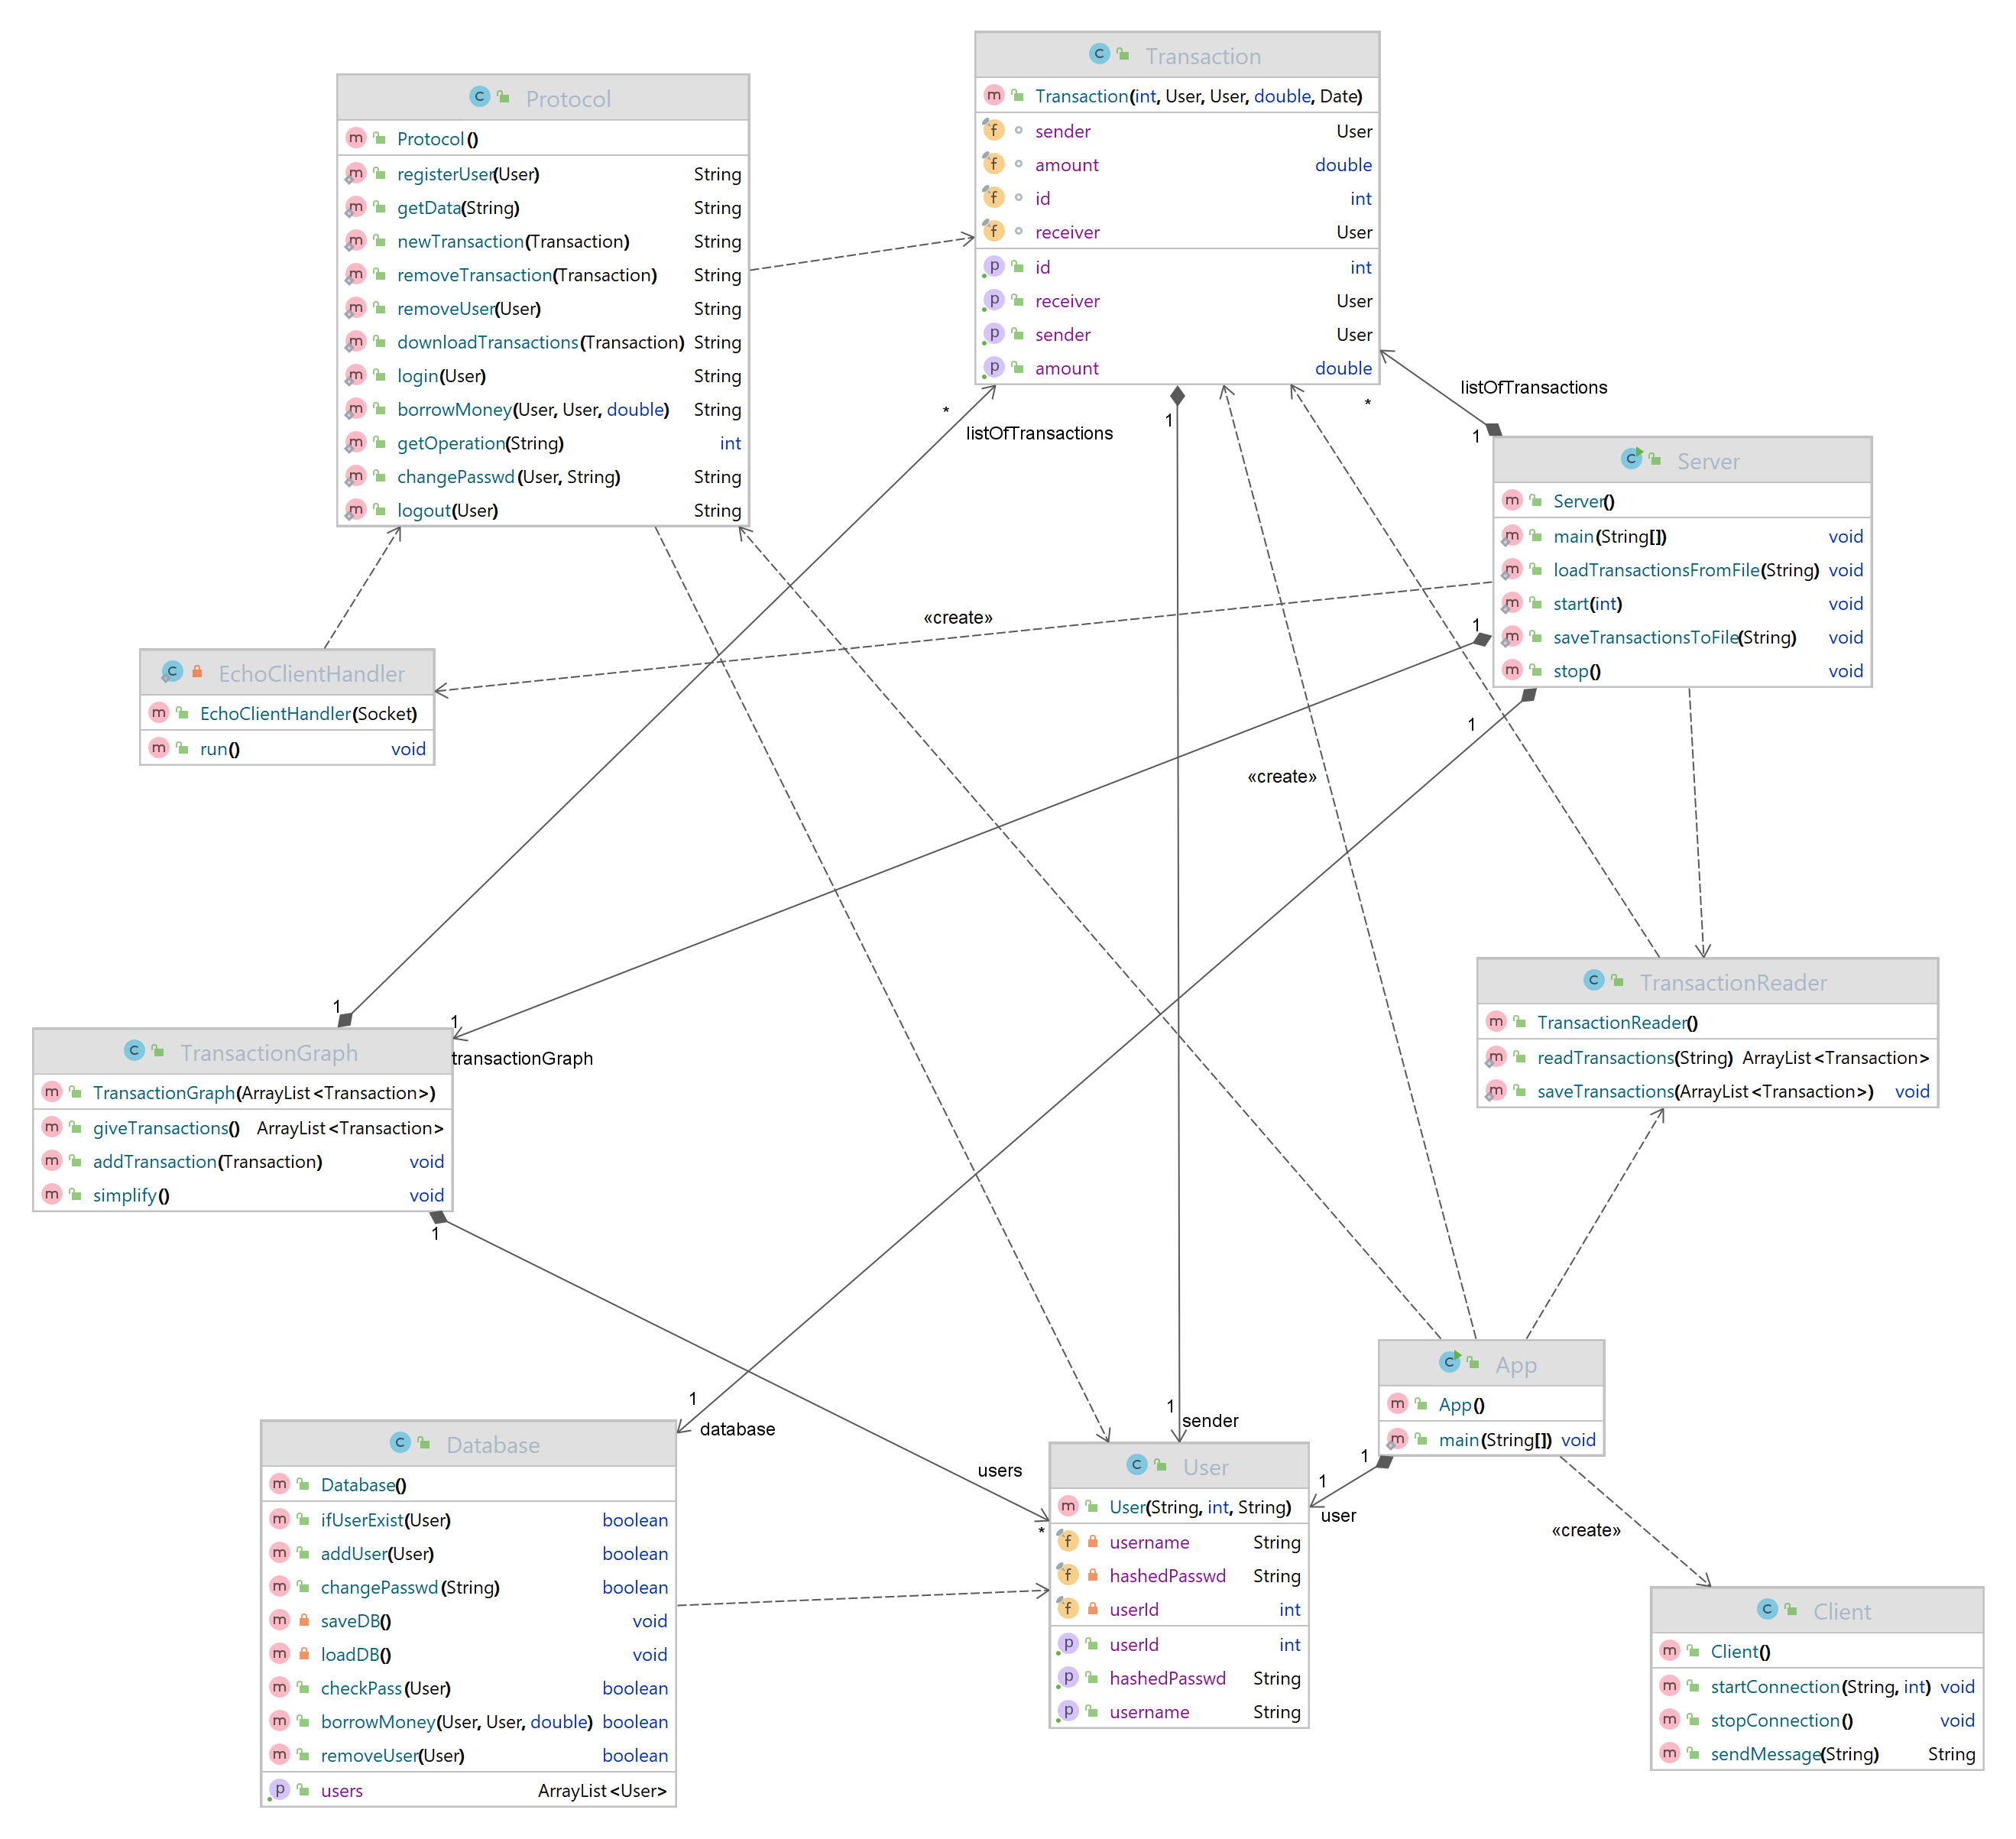 Transaction
Transaction(int, User, User, double, Date)
sender User
amount double
id int
receiver User
id int
receiver User
sender User
amount double
Protocol
Protocol()
registerUser(User) String
getData(String) String
newTransaction(Transaction) String
removeTransaction(Transaction) String
removeUser(User) String
downloadTransactions(Transaction) String
login(User) String
borrowMoney(User, User, double) String
getOperation(String) int
changePasswd(User, String) String
logout(User) String
listOfTransactions
*
1
*
listOfTransactions
1
Server
Server()
main(String[]) void
loadTransactionsFromFile(String) void
start(int) void
saveTransactionsToFile(String) void
stop() void
«create»
1
1
EchoClientHandler
EchoClientHandler(Socket)
run() void
«create»
TransactionReader
TransactionReader()
readTransactions(String) ArrayList<Transaction>
saveTransactions(ArrayList<Transaction>) void
1
1
transactionGraph
TransactionGraph
TransactionGraph(ArrayList<Transaction>)
giveTransactions() ArrayList<Transaction>
addTransaction(Transaction) void
simplify() void
1
App
App()
main(String[]) void
1
database
1
sender
1
1
user
users
*
Database
Database()
ifUserExist(User) boolean
addUser(User) boolean
changePasswd(String) boolean
saveDB() void
loadDB() void
checkPass(User) boolean
borrowMoney(User, User, double) boolean
removeUser(User) boolean
users ArrayList<User>
User
User(String, int, String)
username String
hashedPasswd String
userId int
userId int
hashedPasswd String
username String
«create»
Client
Client()
startConnection(String, int) void
stopConnection() void
sendMessage(String) String